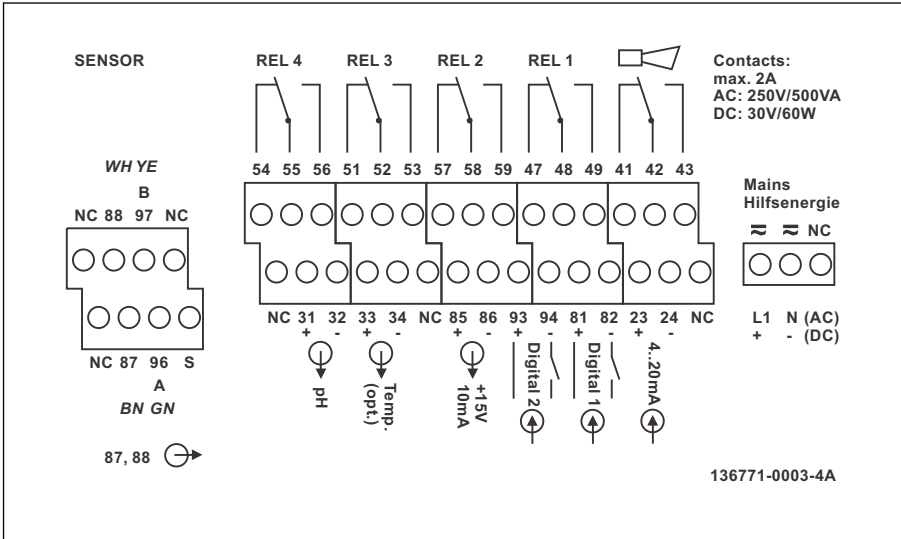 SENSOR
REL 4 REL 3 REL 2 REL 1
Contacts:
max. 2A
AC: 250V/500VA
DC: 30V/60W
54 55 56 51 52 53 57 58 59 47 48 49 41 42 43
WH YE
B
NC 88 97 NC
Mains
Hilfsenergie
≂ ≂ NC
NC 31 32 33 34 NC 85 86 93 94 81 82 23 24 NC
+ - + - + - + - + - + -
L1 N (AC)
+ - (DC)
NC 87 96 S
A
BN GN
pH
Temp.
(opt.)
+15V
10mA
Digital 2
Digital 1
4..20mA
87, 88
136771-0003-4A